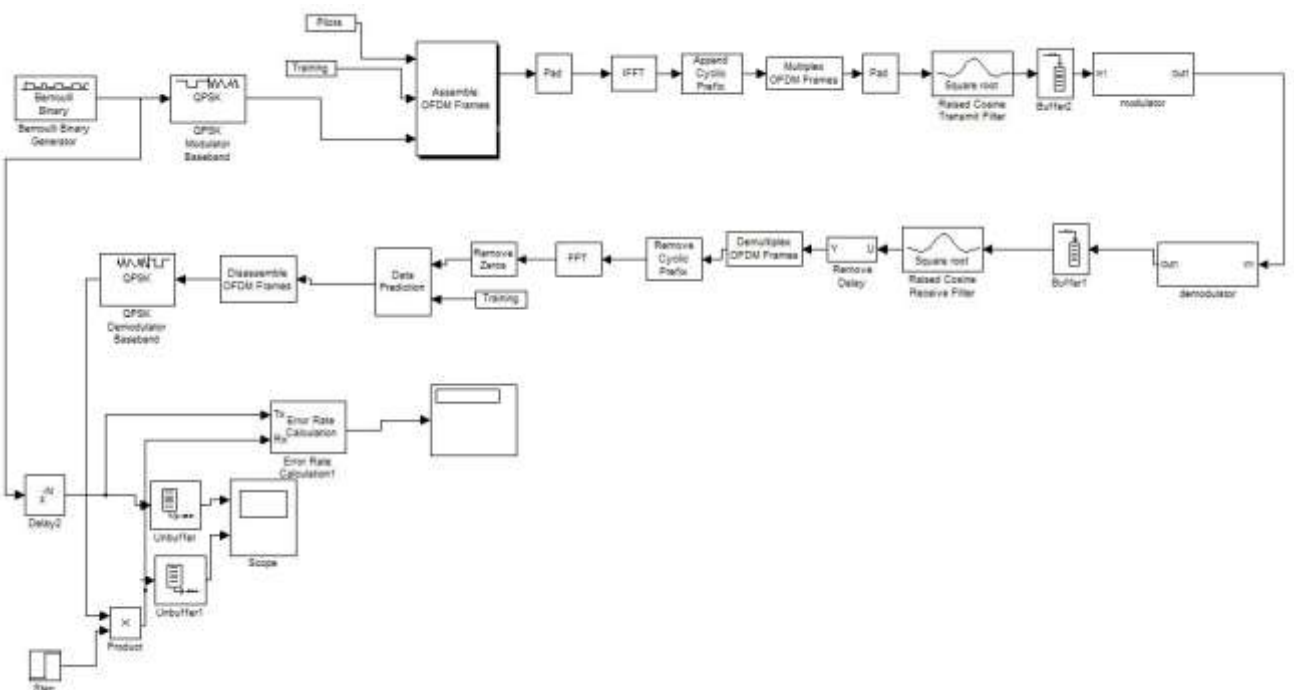 Pilots
Training
Bernoulli
Binary
Bernoulli Binary
Generator
QPSK
QPSK
Modulator
Baseband
Assemble
OFDM Frames
Pad
IFFT
Append
Cyclic
Prefix
Multiplex
OFDM Frames
Pad
Square root
Raised Cosine
Transmit Filter
Buffer2
In1
Out1
modulator
QPSK
QPSK
Demodulator
Baseband
Disassemble
OFDM Frames
Data
Prediction
Remove
Zeros
Training
FFT
Remove
Cyclic
Prefix
Demultiplex
OFDM Frames
Y
U
Remove
Delay
Square root
Raised Cosine
Receive Filter
Buffer1
demodulator
Tx
Rx
Error Rate
Calculation
Error Rate
Calculation1
Delay2
Unbuffer
Scope
Unbuffer1
×
Product
Step